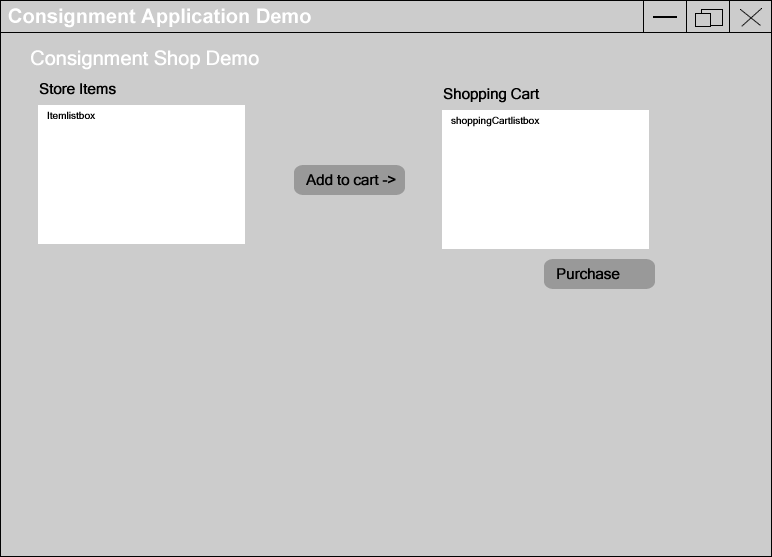 Consignment Application Demo
Consignment Shop Demo
Store Items
Itemlistbox
Add to cart ->
Shopping Cart
shoppingCartlistbox
Purchase